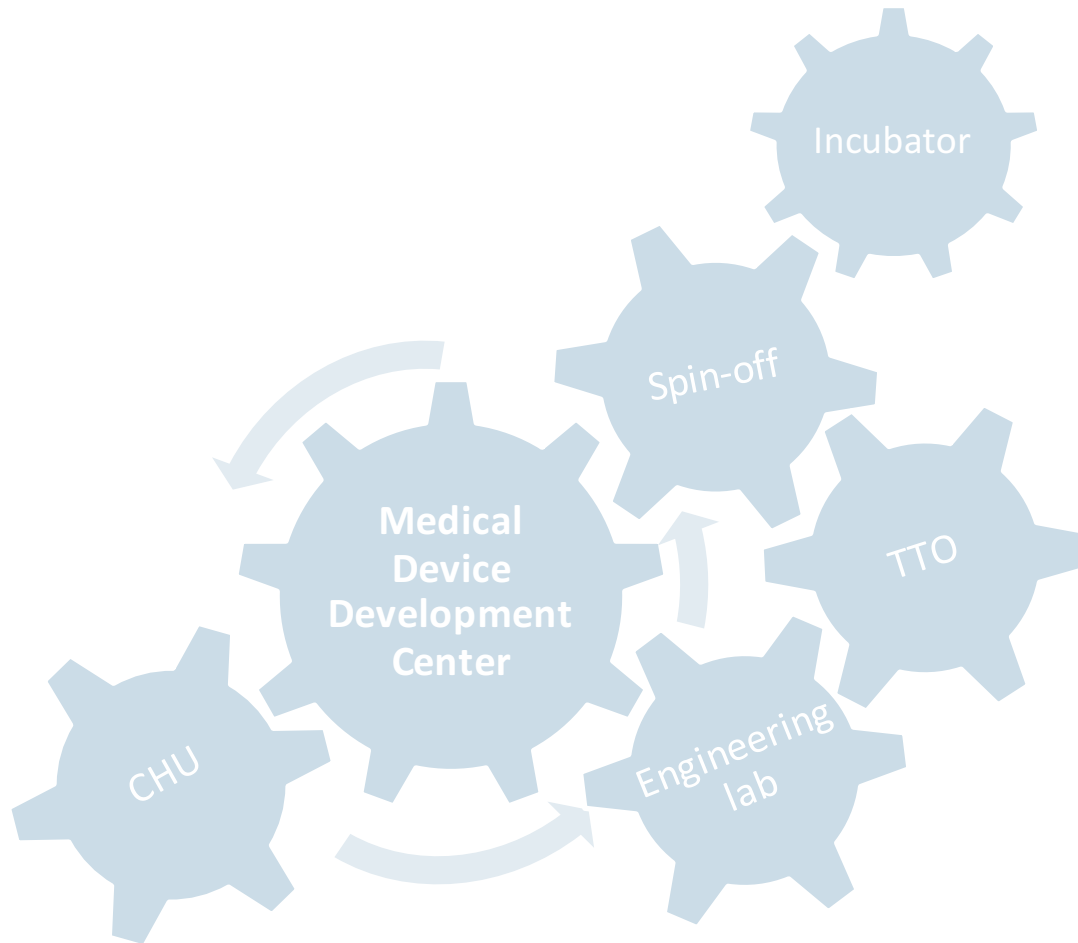 Incubator
Spin-off
TTO
Medical
Device
Development
Center
Engineering
lab
CHU